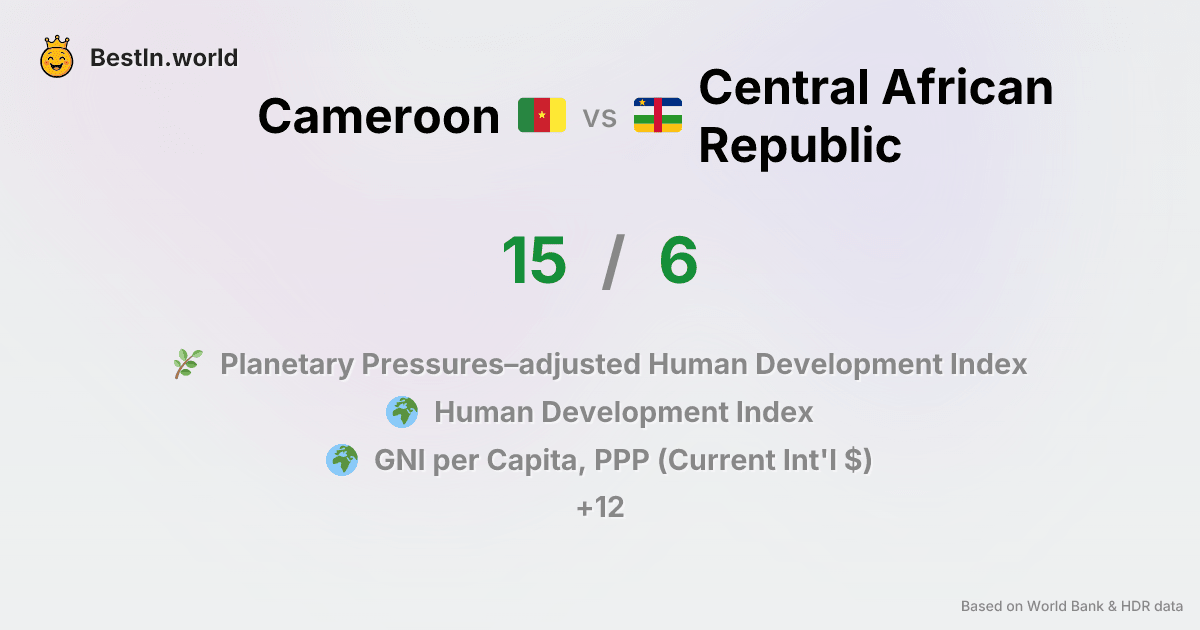 BestIn.world
Cameroon vs Central African
Republic
15 / 6
Planetary Pressures–adjusted Human Development Index
Human Development Index
GNI per Capita, PPP (Current Int'l $)
+12
Based on World Bank & HDR data